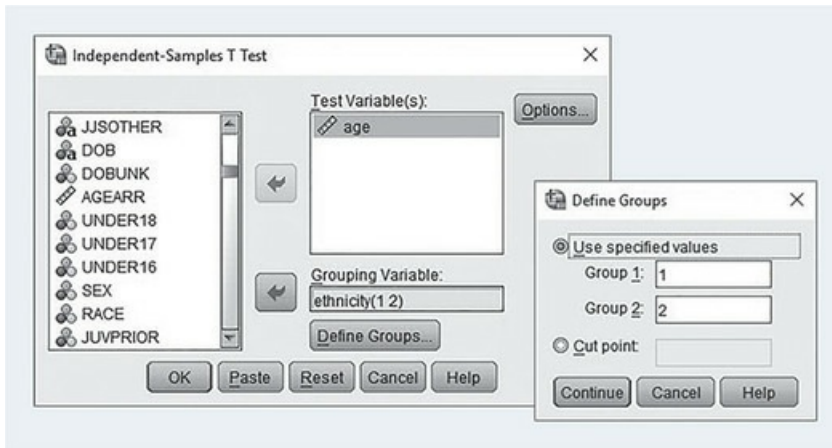 Independent-Samples T Test
JJSOTHER
DOB
DOBUNK
AGEARR
UNDER18
UNDER17
UNDER16
SEX
RACE
JUVPRIOR
Test Variable(s):
age
Options...
Grouping Variable:
ethnicity(1 2)
Define Groups...
OK
Paste
Reset
Cancel
Help
Define Groups
Use specified values
Group 1: 1
Group 2: 2
Cut point:
Continue
Cancel
Help